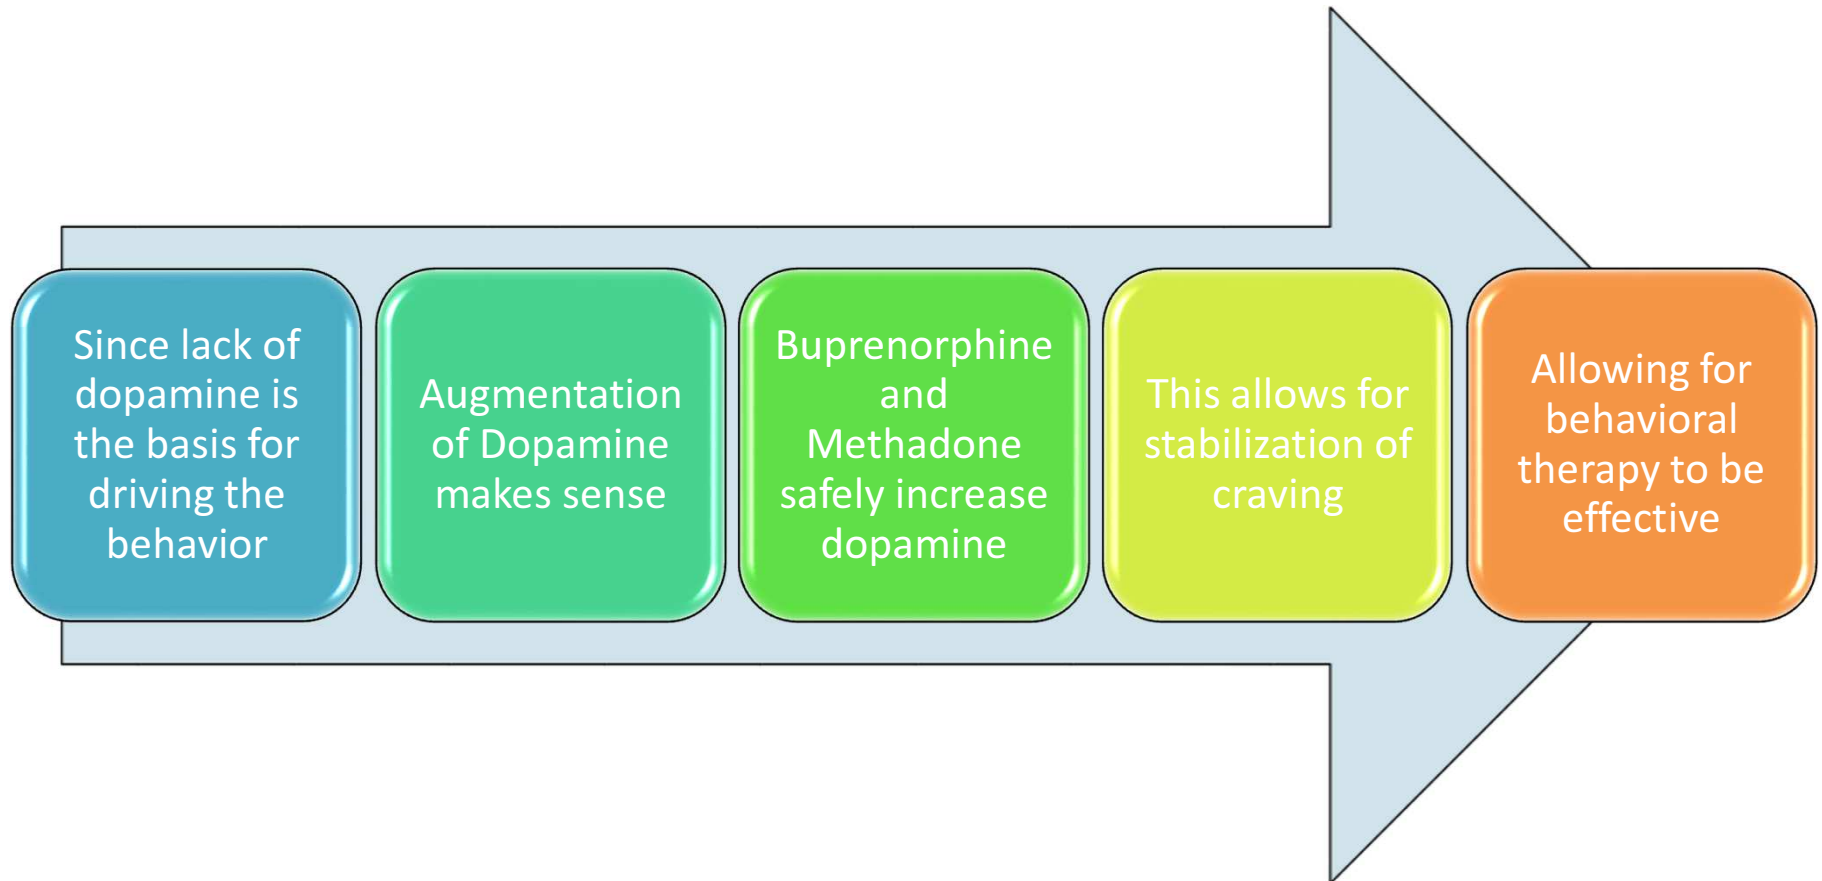 Since lack of
dopamine is
the basis for
driving the
behavior
Augmentation
of Dopamine
makes sense
Buprenorphine
and
Methadone
safely increase
dopamine
This allows for
stabilization of
craving
Allowing for
behavioral
therapy to be
effective